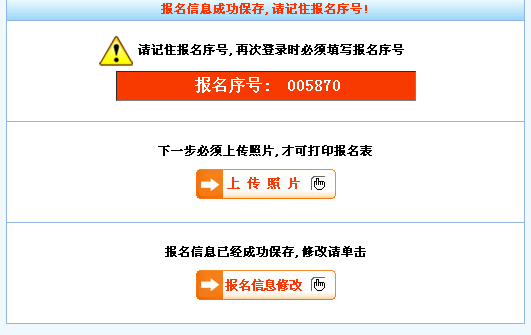 报名信息成功保存,请记住报名序号!
请记住报名序号,再次登录时必须填写报名序号
报名序号: 005870
下一步必须上传照片,才可打印报名表
上 传 照 片
报名信息已经成功保存,修改请单击
报名信息修改